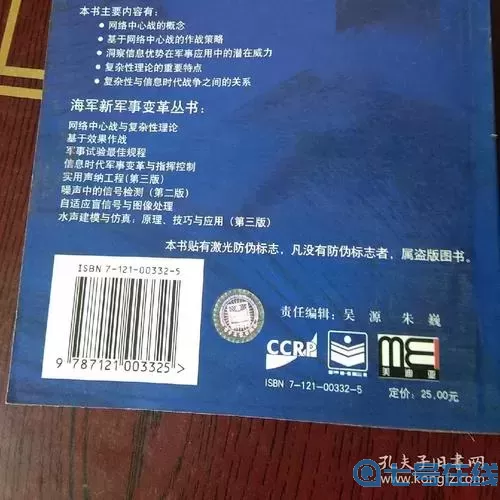 本书主要内容有：
• 网络中心战的概念
• 基于网络中心战的作战策略
• 洞察信息优势在军事应用中的潜在威力
• 复杂性理论的重要特点
• 复杂性与信息时代战争之间的关系
海军新军事变革丛书：
网络中心战与复杂性理论
基于效果作战
军事试验最佳规程
信息时代军事变革与指挥控制
实用声纳工程(第三版)
噪声中的信号检测（第二版）
自适应盲信号与图像处理
水声建模与仿真：原理、技巧与应用（第三版）
本书贴有激光防伪标志，凡没有防伪标志者，属盗版图书。
ISBN 7-121-00332-5
9 787121 003325 >
责任编辑：吴 源 朱 巍
CCRP
ME
美迪亚
ISBN 7-121-00332-5
定价：25.00元
孔夫子旧书网
www.kongfz.com
七号在线